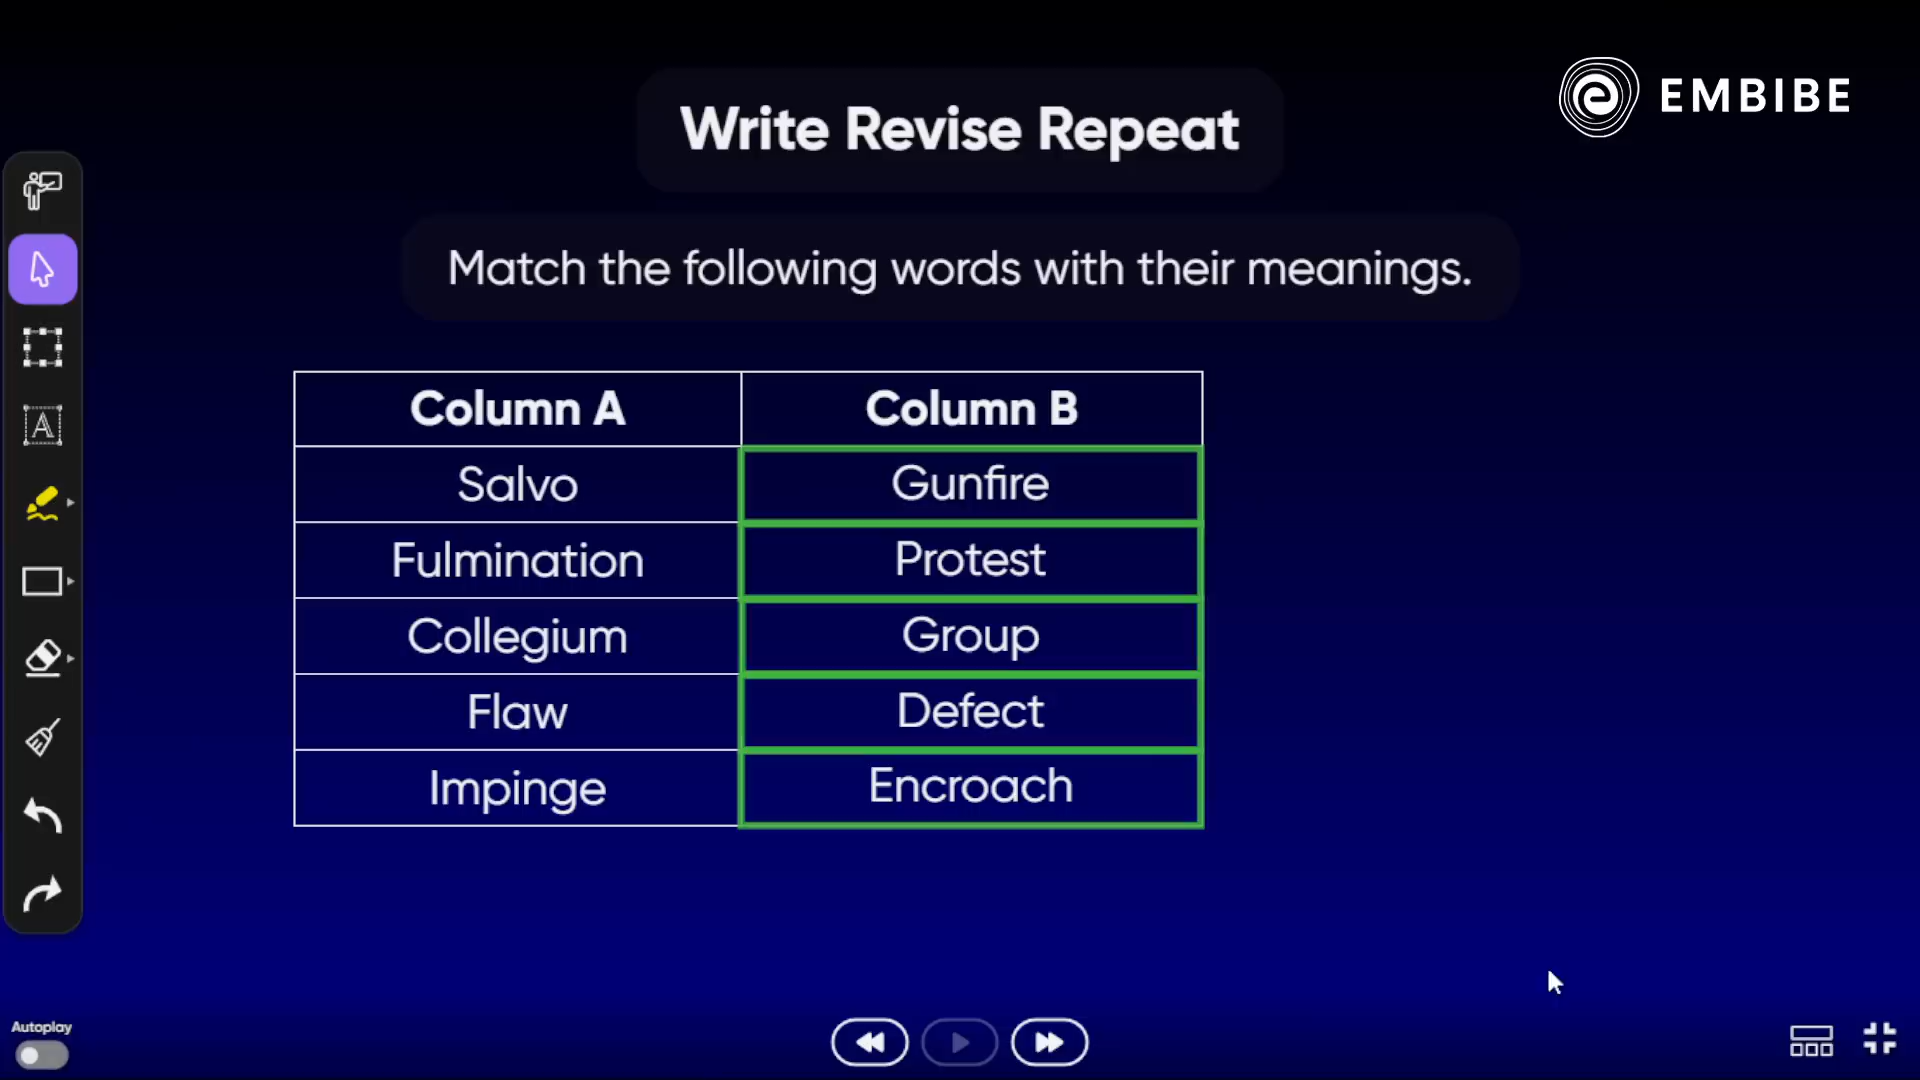 EMBIBE
Write Revise Repeat
Match the following words with their meanings.
Column A Column B
Salvo Gunfire
Fulmination Protest
Collegium Group
Flaw Defect
Impinge Encroach
A
Autoplay